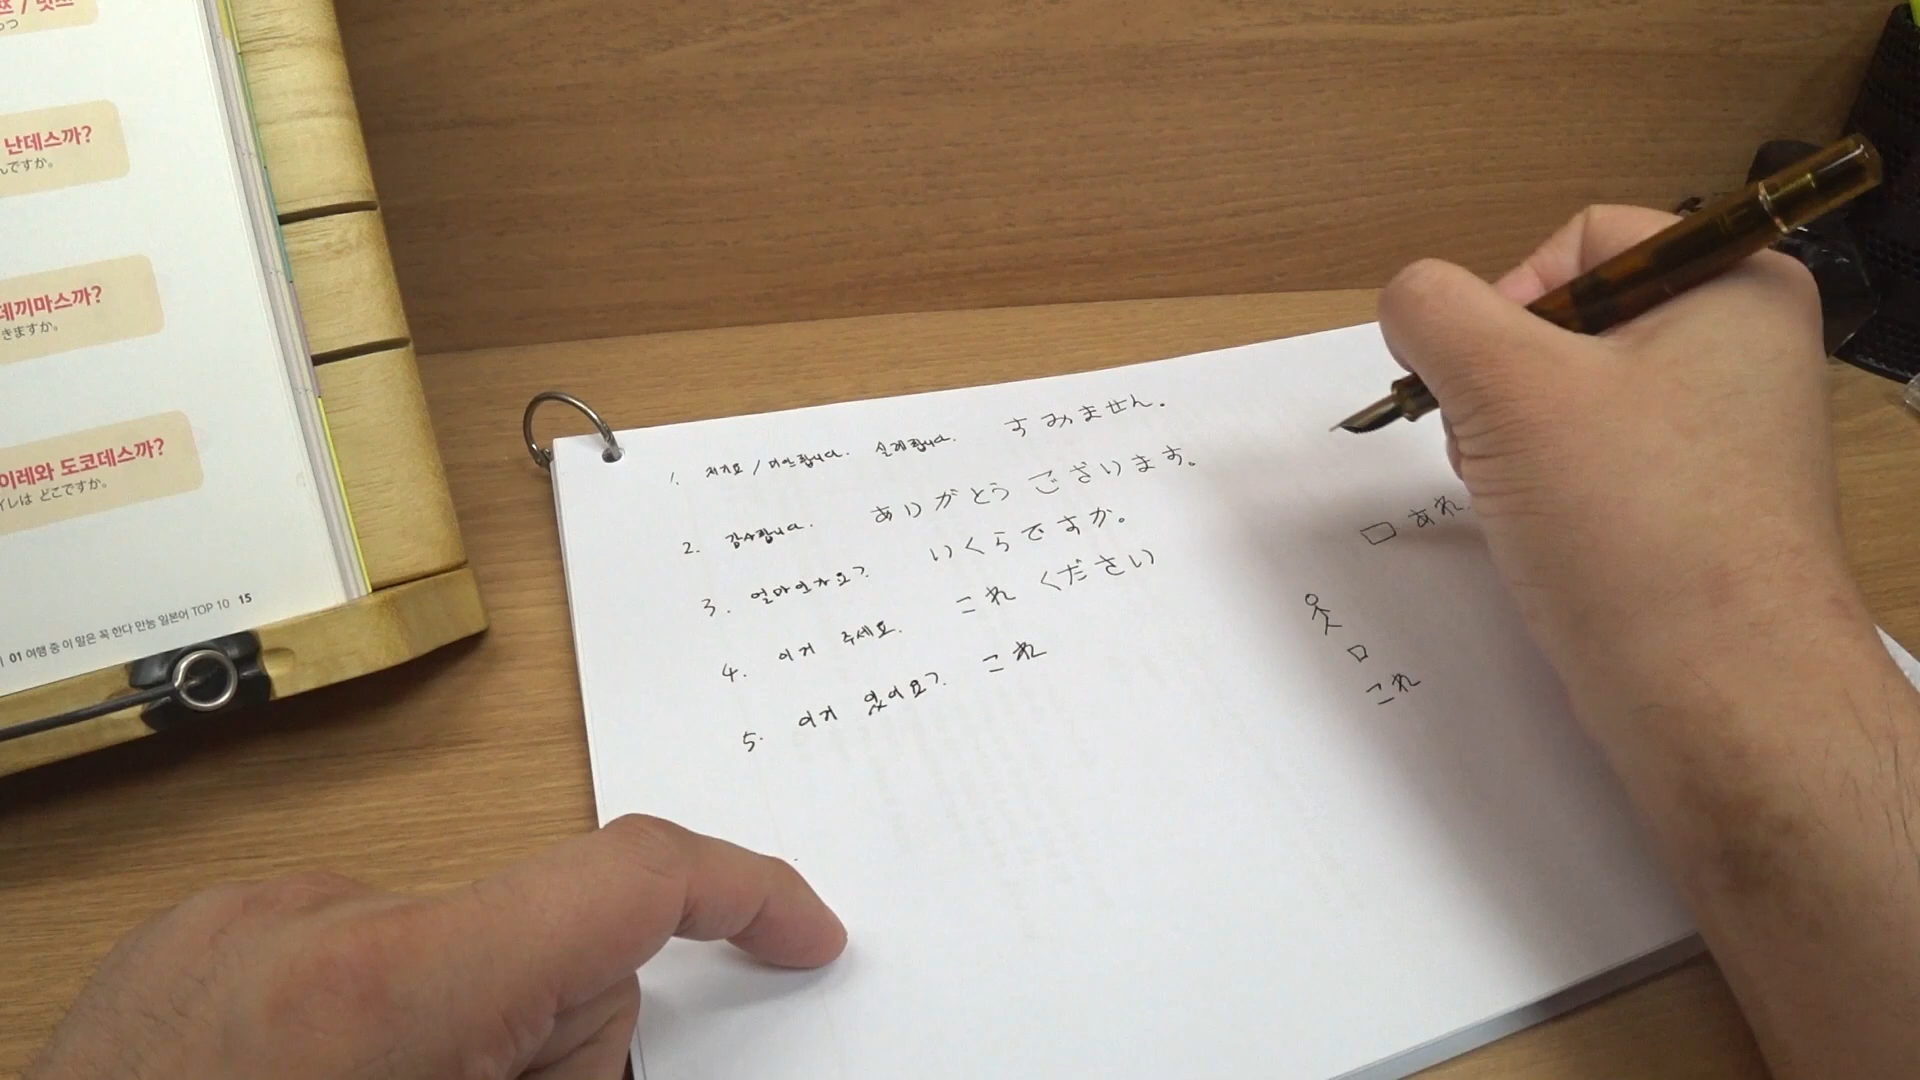 난데스까?
んですか。
데끼마스까?
きますか。
이레와 도코데스까?
イレは どこですか。
01 여행 중 이 말은 꼭 한다 만능 일본어 TOP 10 15
1. 저기요 / 미안합니다. 실례합니다. すみません。
2. 감사합니다. ありがとう ございます。
3. 얼마인가요? いくらですか。
4. 이거 주세요. これ ください
5. 이거 있어요? これ
あれ.
これ